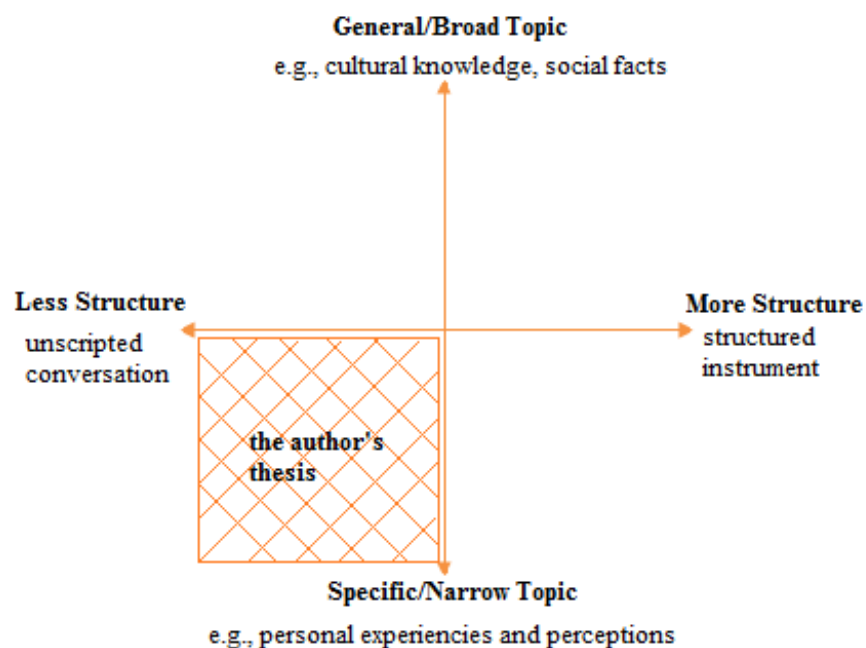 General/Broad Topic
e.g., cultural knowledge, social facts
Less Structure
unscripted
conversation
More Structure
structured
instrument
the author's
thesis
Specific/Narrow Topic
e.g., personal experiencies and perceptions